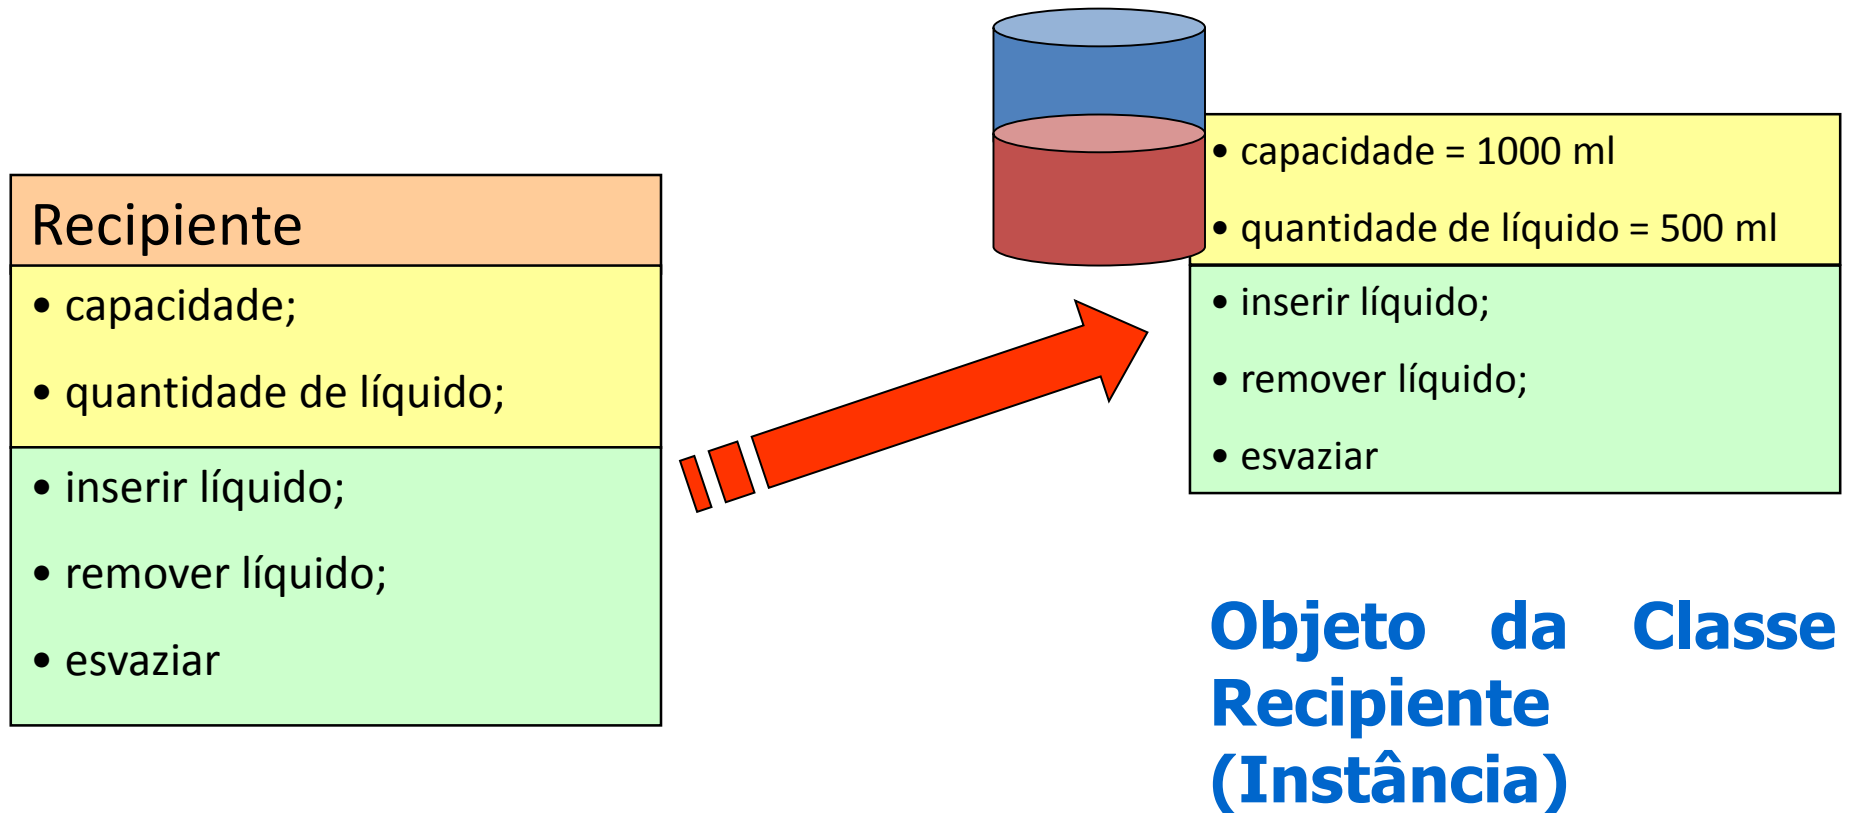 Recipiente
• capacidade;
• quantidade de líquido;
• inserir líquido;
• remover líquido;
• esvaziar
• capacidade = 1000 ml
• quantidade de líquido = 500 ml
• inserir líquido;
• remover líquido;
• esvaziar
Objeto da Classe
Recipiente
(Instância)